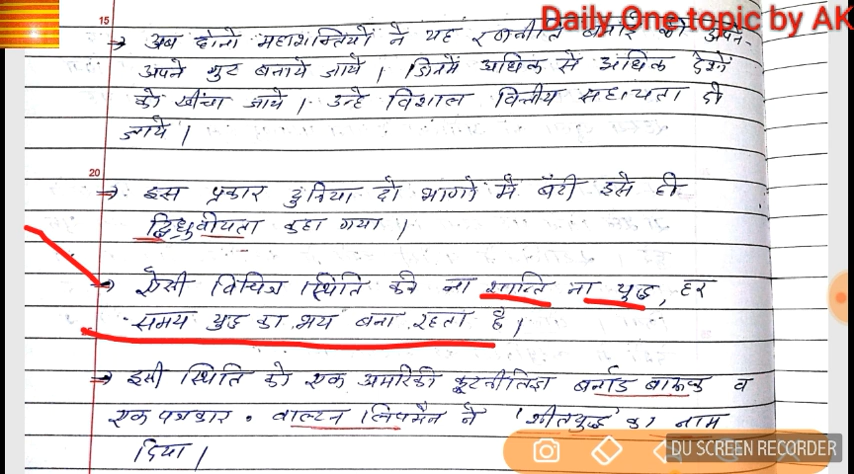 Daily One topic by AK
15
→ अब दोनो महाशक्तियों ने यह रणनीति बनाई की अपने-
अपने गुट बनाये जाये। जिनमें अधिक से अधिक देशों
को खींचा जाये। उन्हे विशाल वित्तीय सहायता दी
जाये।
20
→ इस प्रकार दुनिया दो भागों में बँटी इसे ही
द्विध्रुवीयता कहा गया।
→ ऐसी विचित्र स्थिति की ना शान्ति ना युद्ध, हर
समय युद्ध का भय बना रहता है।
→ इसी स्थिति को एक अमरिकी कूटनीतिज्ञ बर्नार्ड बारूक व
एक पत्रकार वाल्टन लिपमैन ने 'शीतयुद्ध' का नाम
दिया।
DU SCREEN RECORDER